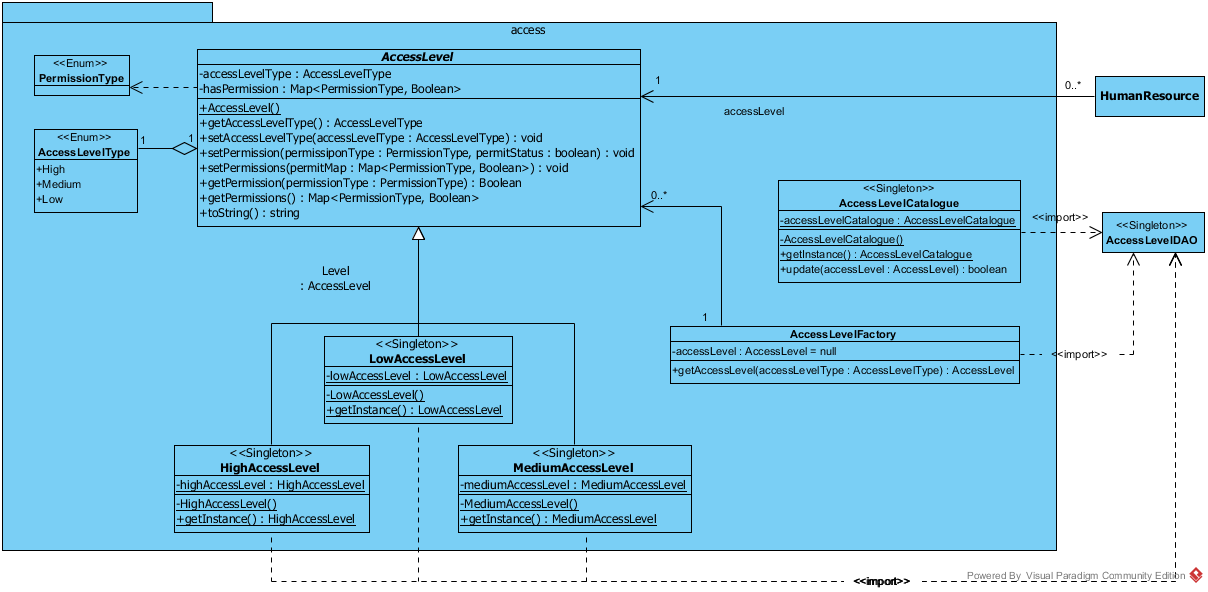 access
<<Enum>>
PermissionType
AccessLevel
-accessLevelType : AccessLevelType
-hasPermission : Map<PermissionType, Boolean>
+AccessLevel()
+getAccessLevelType() : AccessLevelType
+setAccessLevelType(accessLevelType : AccessLevelType) : void
+setPermission(permissiponType : PermissionType, permitStatus : boolean) : void
+setPermissions(permitMap : Map<PermissionType, Boolean>) : void
+getPermission(permissionType : PermissionType) : Boolean
+getPermissions() : Map<PermissionType, Boolean>
+toString() : string
1
0..*
accessLevel
HumanResource
<<Enum>>
AccessLevelType
+High
+Medium
+Low
1
1
0..*
1
<<Singleton>>
AccessLevelCatalogue
-accessLevelCatalogue : AccessLevelCatalogue
-AccessLevelCatalogue()
+getInstance() : AccessLevelCatalogue
+update(accessLevel : AccessLevel) : boolean
<<import>>
<<Singleton>>
AccessLevelDAO
Level
: AccessLevel
AccessLevelFactory
-accessLevel : AccessLevel = null
+getAccessLevel(accessLevelType : AccessLevelType) : AccessLevel
<<import>>
<<Singleton>>
LowAccessLevel
-lowAccessLevel : LowAccessLevel
-LowAccessLevel()
+getInstance() : LowAccessLevel
<<Singleton>>
HighAccessLevel
-highAccessLevel : HighAccessLevel
-HighAccessLevel()
+getInstance() : HighAccessLevel
<<Singleton>>
MediumAccessLevel
-mediumAccessLevel : MediumAccessLevel
-MediumAccessLevel()
+getInstance() : MediumAccessLevel
<<import>>
Powered By Visual Paradigm Community Edition